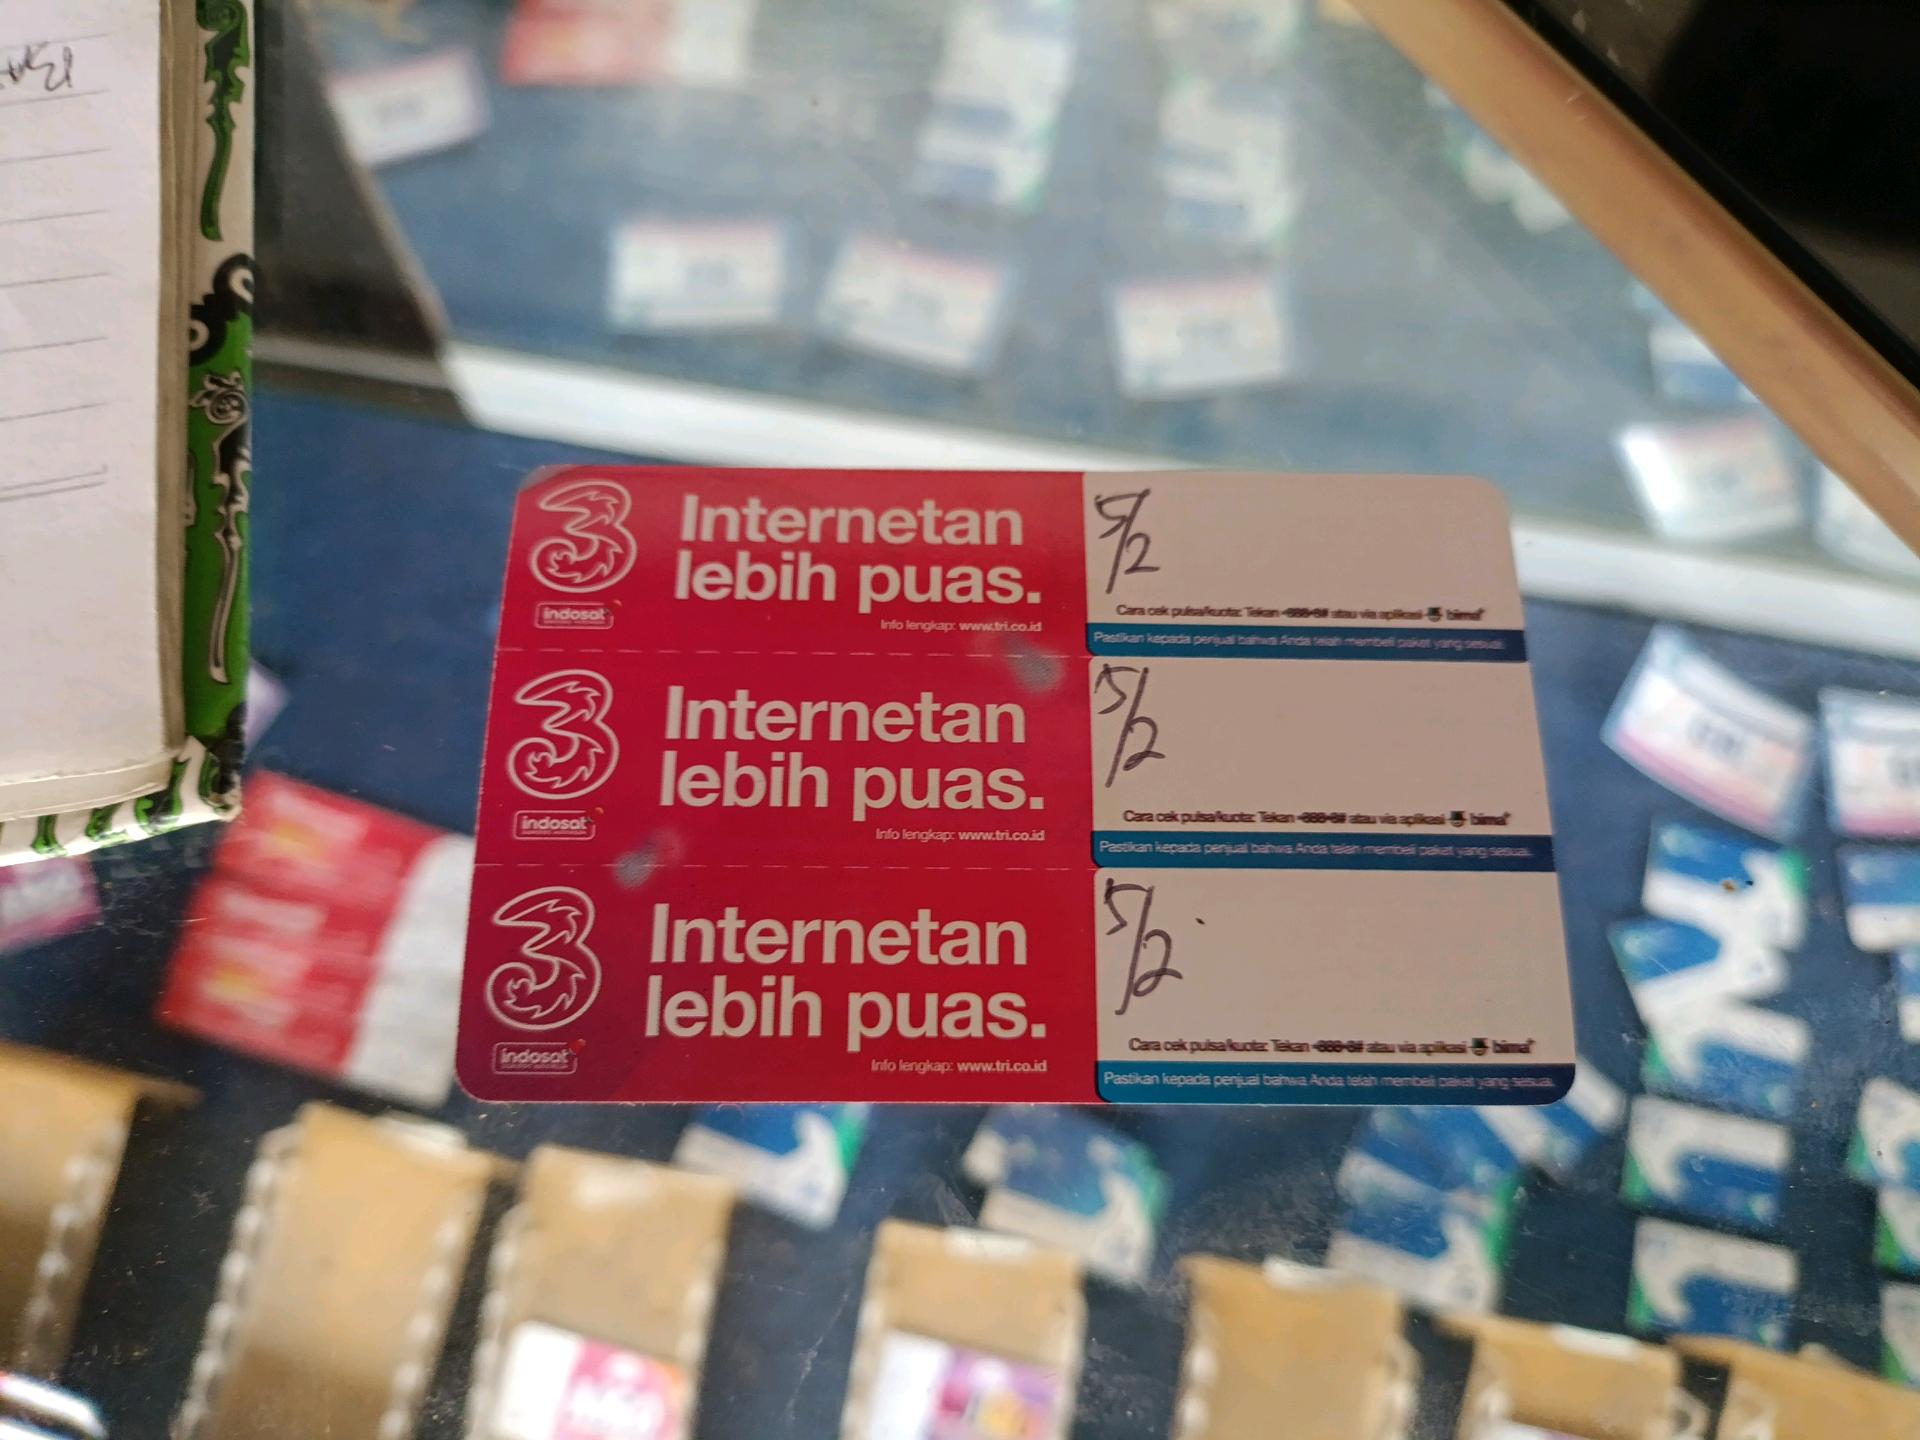 3
Internetan
lebih puas.
indosat
Info lengkap: www.tri.co.id
5/2
Cara cek pulsa/kuota: Tekan *888*8# atau via aplikasi bima+
Pastikan kepada penjual bahwa Anda telah membeli paket yang sesuai.
3
Internetan
lebih puas.
indosat
Info lengkap: www.tri.co.id
5/2
Cara cek pulsa/kuota: Tekan *888*8# atau via aplikasi bima+
Pastikan kepada penjual bahwa Anda telah membeli paket yang sesuai.
3
Internetan
lebih puas.
indosat
Info lengkap: www.tri.co.id
5/2
Cara cek pulsa/kuota: Tekan *888*8# atau via aplikasi bima+
Pastikan kepada penjual bahwa Anda telah membeli paket yang sesuai.